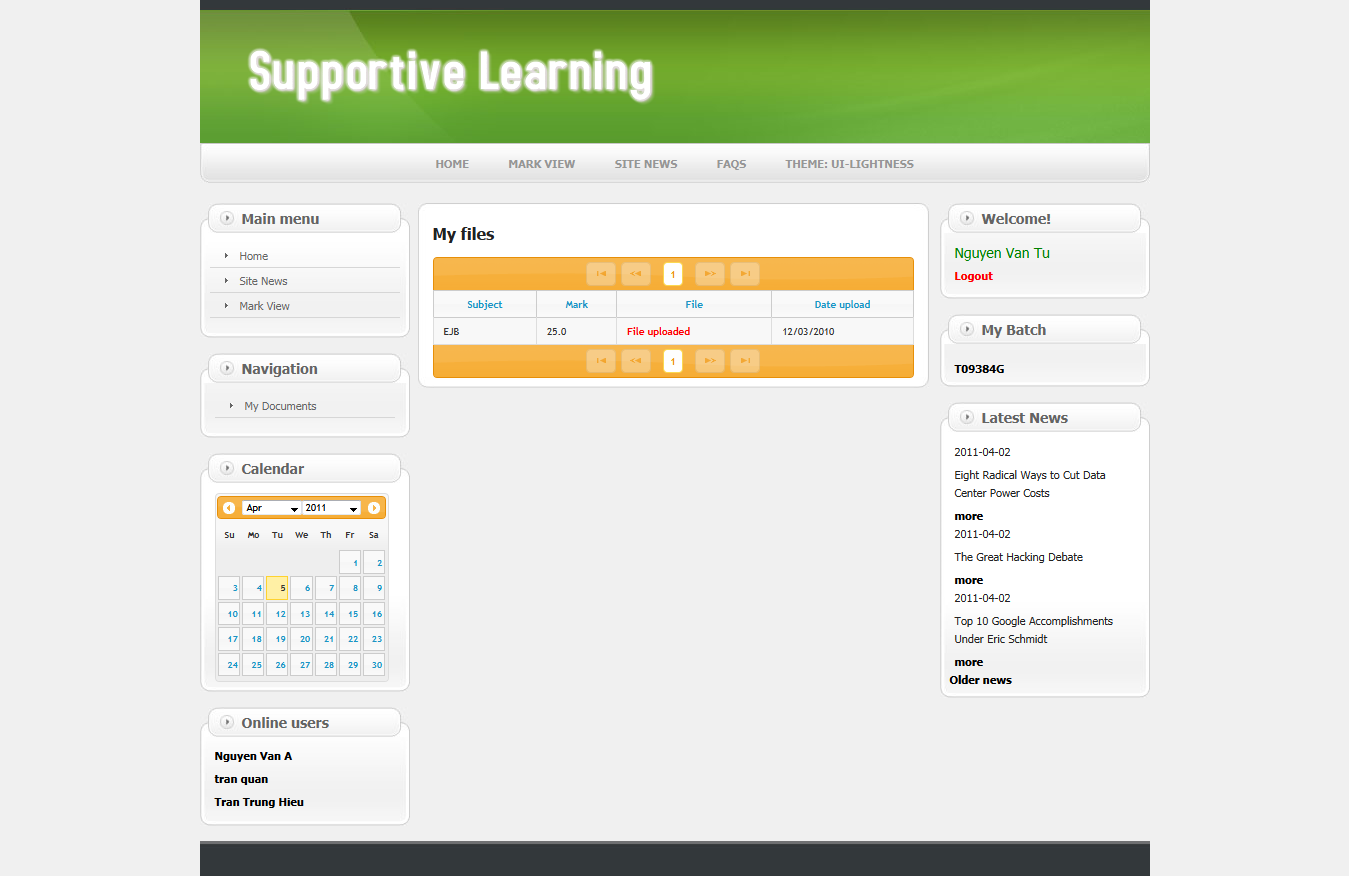 Supportive Learning
HOME MARK VIEW SITE NEWS FAQS THEME: UI-LIGHTNESS
Main menu
Home
Site News
Mark View
Navigation
My Documents
Calendar
Apr 2011
Su Mo Tu We Th Fr Sa
1 2
3 4 5 6 7 8 9
10 11 12 13 14 15 16
17 18 19 20 21 22 23
24 25 26 27 28 29 30
Online users
Nguyen Van A
tran quan
Tran Trung Hieu
My files
1
Subject Mark File Date upload
EJB 25.0 File uploaded 12/03/2010
1
Welcome!
Nguyen Van Tu
Logout
My Batch
T09384G
Latest News
2011-04-02
Eight Radical Ways to Cut Data
Center Power Costs
more
2011-04-02
The Great Hacking Debate
more
2011-04-02
Top 10 Google Accomplishments
Under Eric Schmidt
more
Older news